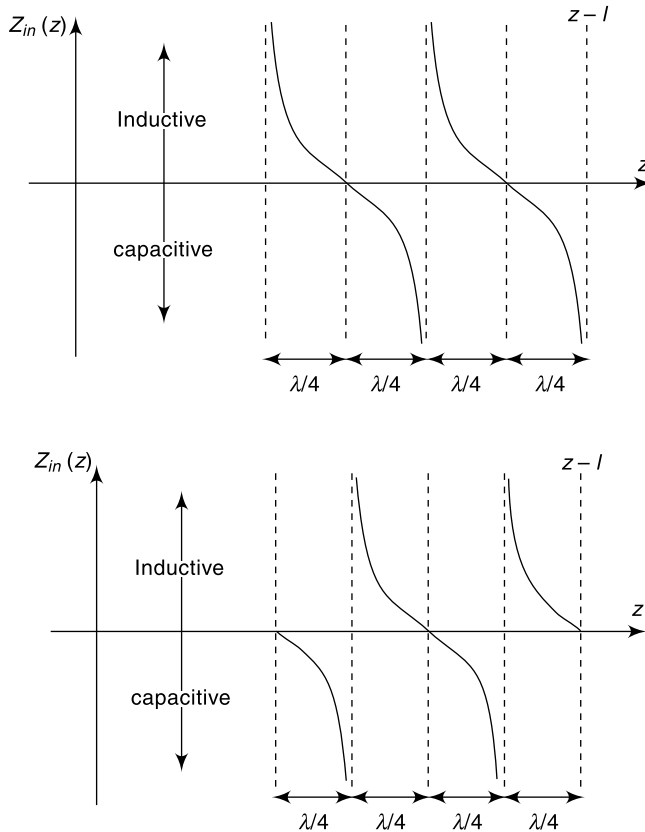 Z_in (z)
z – l
Inductive
z
capacitive
λ/4 λ/4 λ/4 λ/4
Z_in (z)
z – l
Inductive
z
capacitive
λ/4 λ/4 λ/4 λ/4